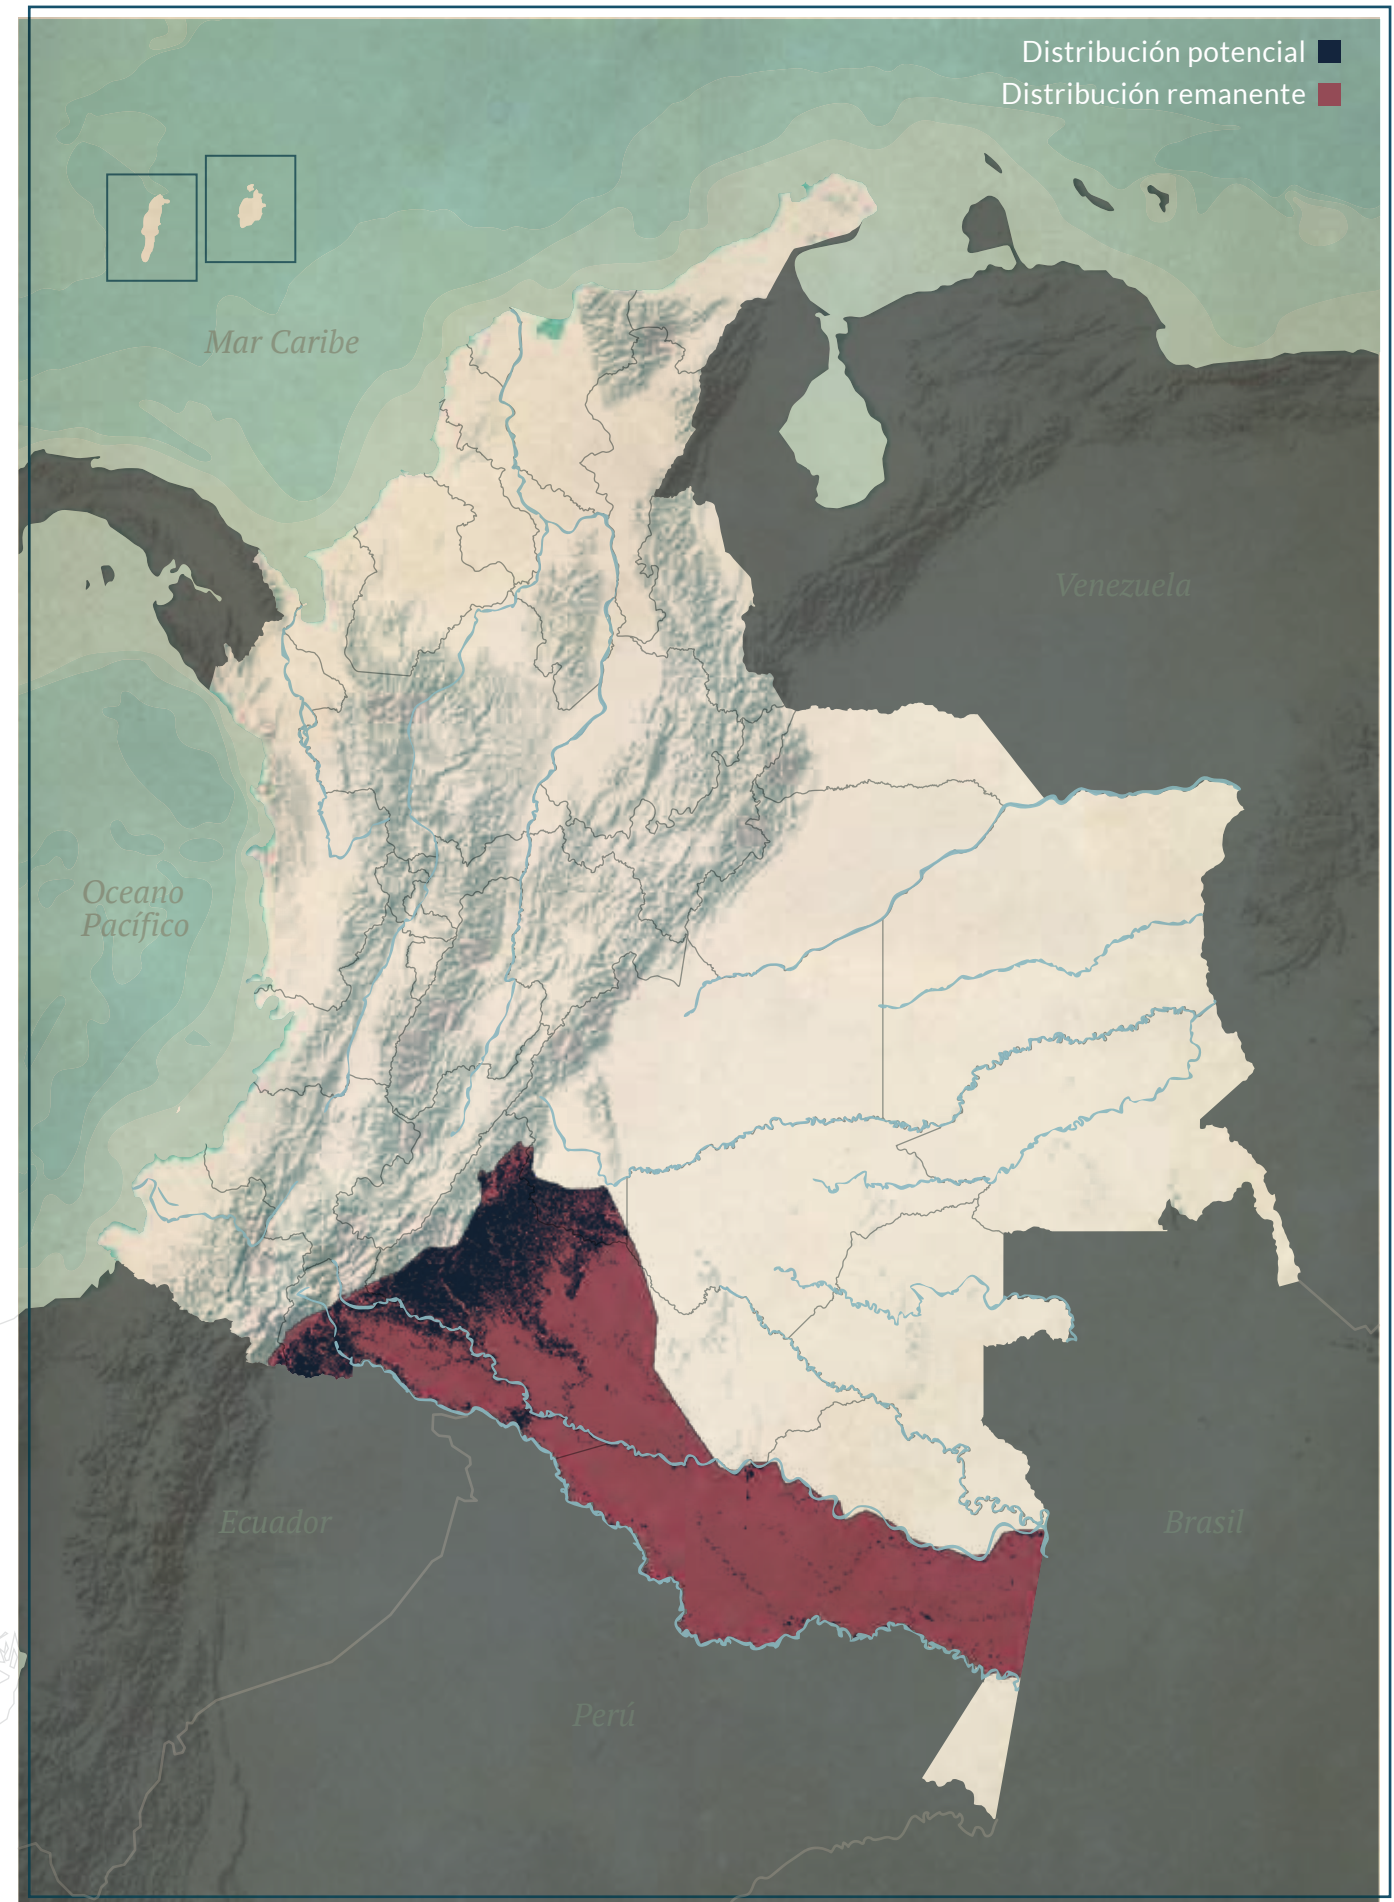 Distribución potencial
Distribución remanente
Mar Caribe
Venezuela
Oceano
Pacífico
Ecuador
Brasil
Perú